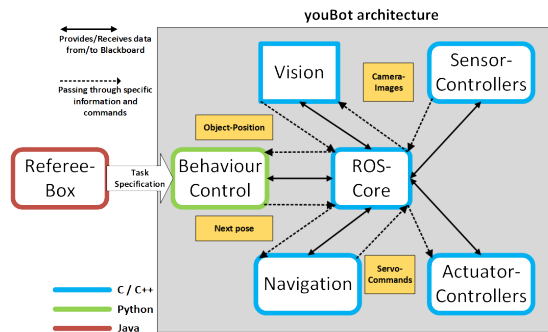 youBot architecture
Provides/Receives data
from/to Blackboard
Passing through specific
information and
commands
Vision
Camera-
Images
Sensor-
Controllers
Object-Position
Referee-
Box
Task
Specification
Behaviour
Control
ROS-
Core
Next pose
Navigation
Servo-
Commands
Actuator-
Controllers
C / C++
Python
Java